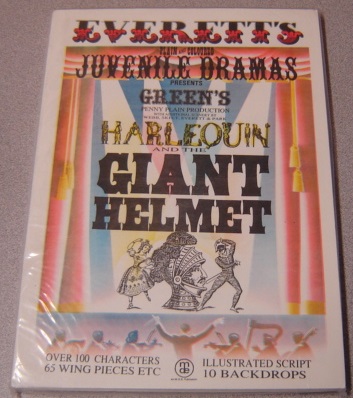 EVERETT'S
PLAIN AND COLOURED
JUVENILE DRAMAS
PRESENTS
GREEN'S
PENNY PLAIN PRODUCTION
HARLEQUIN
AND THE
GIANT
HELMET
OVER 100 CHARACTERS
65 WING PIECES ETC
ILLUSTRATED SCRIPT
10 BACKDROPS